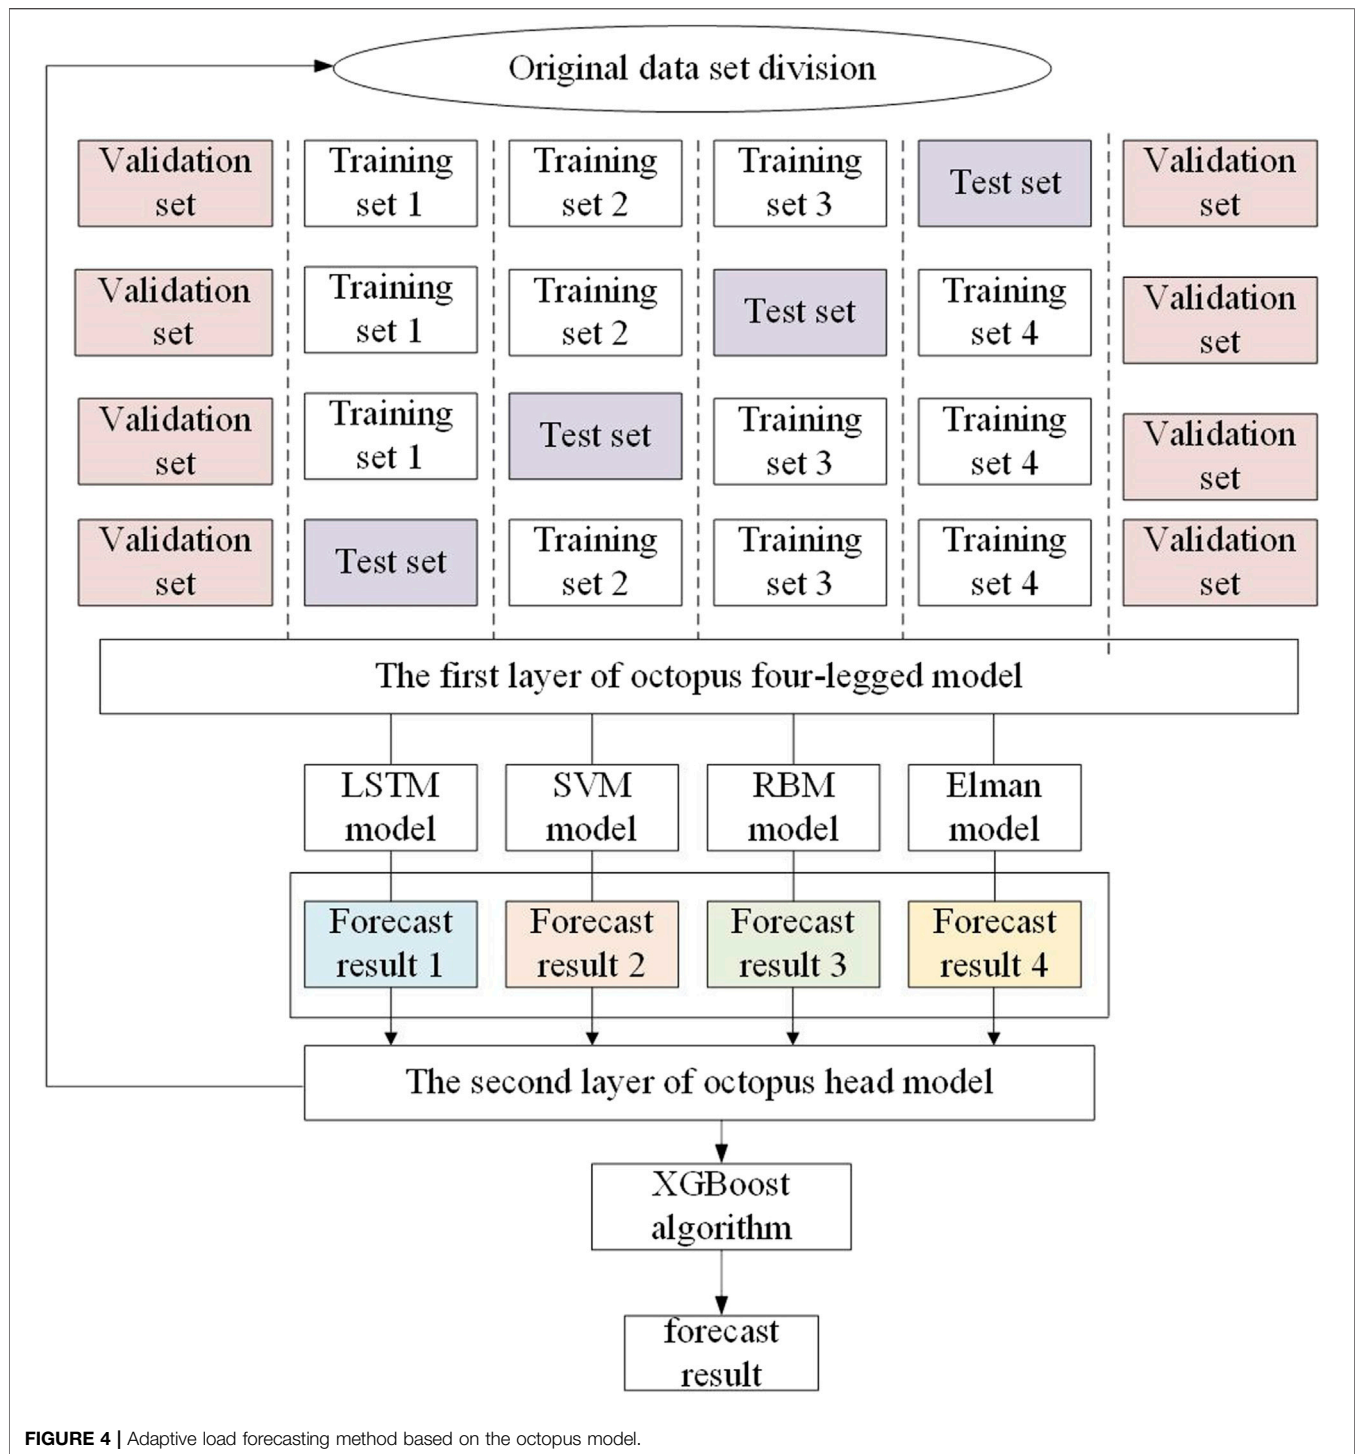 Original data set division
Validation
set
Training
set 1
Training
set 2
Training
set 3
Test set
Validation
set
Validation
set
Training
set 1
Training
set 2
Test set
Training
set 4
Validation
set
Validation
set
Training
set 1
Test set
Training
set 3
Training
set 4
Validation
set
Validation
set
Test set
Training
set 2
Training
set 3
Training
set 4
Validation
set
The first layer of octopus four-legged model
LSTM
model
SVM
model
RBM
model
Elman
model
Forecast
result 1
Forecast
result 2
Forecast
result 3
Forecast
result 4
The second layer of octopus head model
XGBoost
algorithm
forecast
result
FIGURE 4 | Adaptive load forecasting method based on the octopus model.